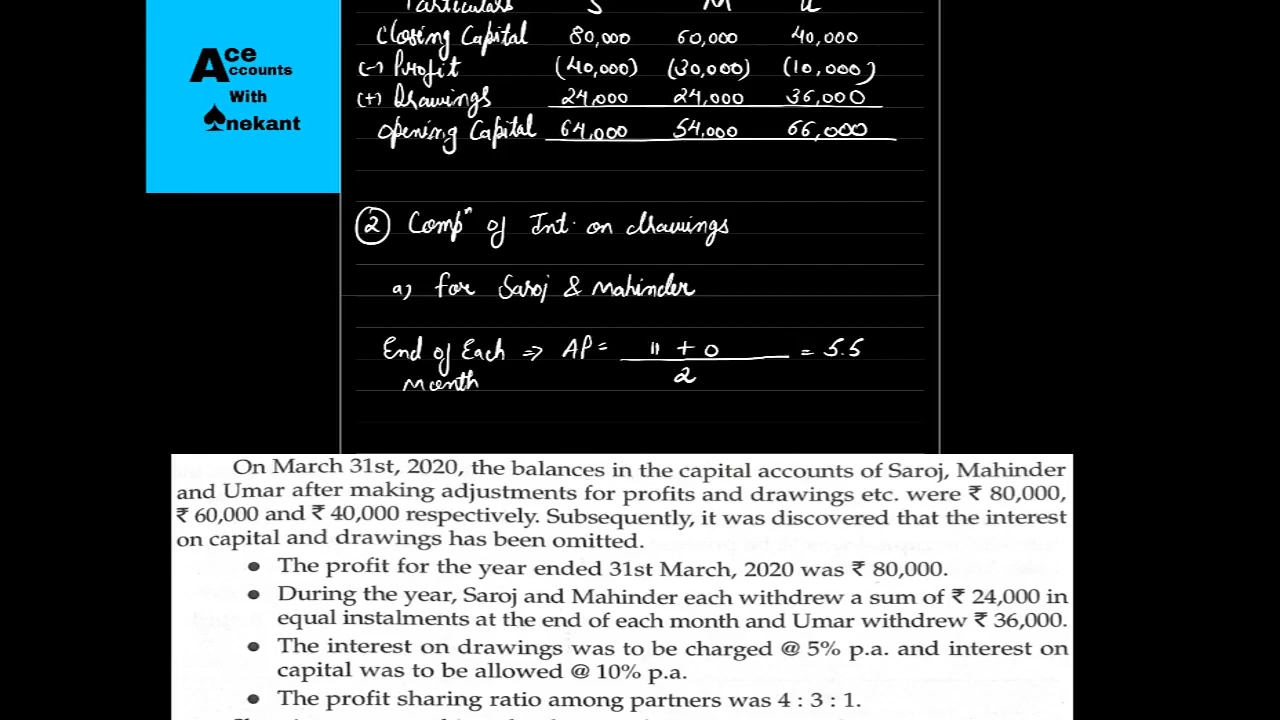 Particulars S M U
Ace
Accounts
With
Anekant
Closing Capital 80,000 60,000 40,000
(-) Profit (40,000) (30,000) (10,000)
(+) Drawings 24,000 24,000 36,000
Opening Capital 64,000 54,000 66,000
② Compⁿ of Int. on drawings
a) for Saroj & Mahinder
End of Each ⇒ AP = 11 + 0 = 5.5
Month 2
On March 31st, 2020, the balances in the capital accounts of Saroj, Mahinder
and Umar after making adjustments for profits and drawings etc. were ₹ 80,000,
₹ 60,000 and ₹ 40,000 respectively. Subsequently, it was discovered that the interest
on capital and drawings has been omitted.
● The profit for the year ended 31st March, 2020 was ₹ 80,000.
● During the year, Saroj and Mahinder each withdrew a sum of ₹ 24,000 in
equal instalments at the end of each month and Umar withdrew ₹ 36,000.
● The interest on drawings was to be charged @ 5% p.a. and interest on
capital was to be allowed @ 10% p.a.
● The profit sharing ratio among partners was 4 : 3 : 1.